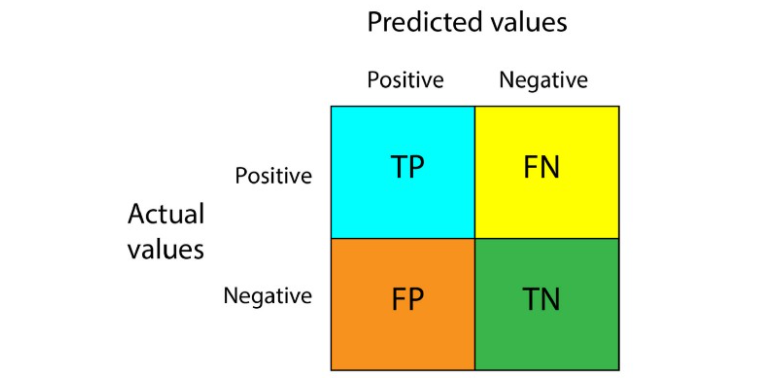 Predicted values
Positive Negative
Positive TP FN
Actual
values
Negative FP TN